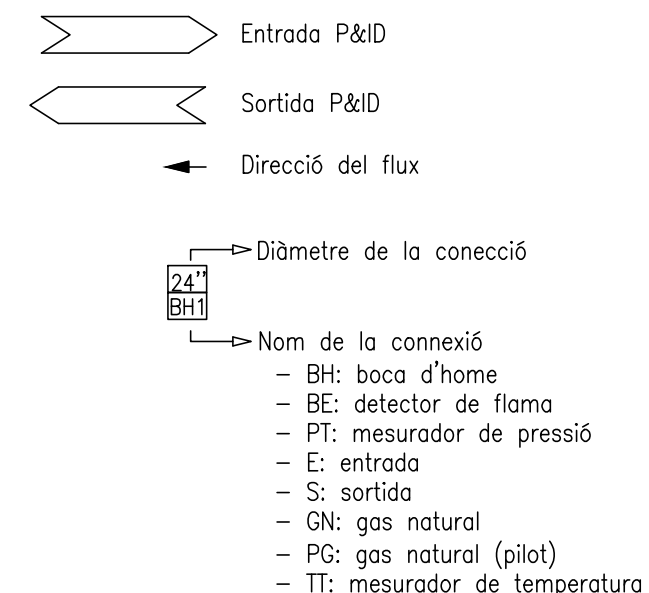 Entrada P&ID
Sortida P&ID
Direcció del flux
Diàmetre de la conecció
24''
BH1
Nom de la connexió
- BH: boca d'home
- BE: detector de flama
- PT: mesurador de pressió
- E: entrada
- S: sortida
- GN: gas natural
- PG: gas natural (pilot)
- TT: mesurador de temperatura